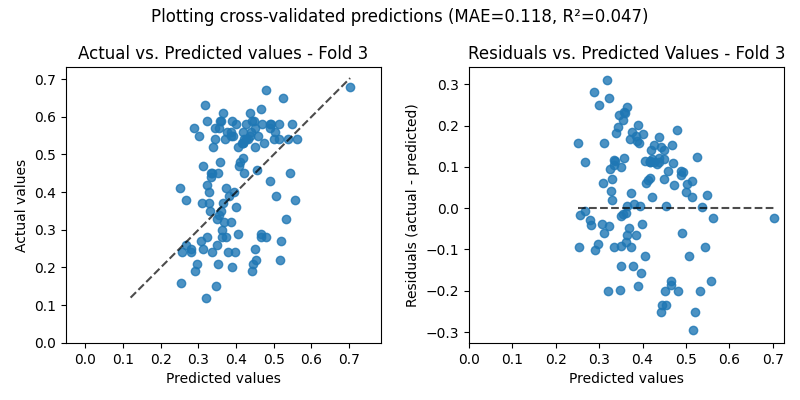 Plotting cross-validated predictions (MAE=0.118, R²=0.047)
Actual vs. Predicted values - Fold 3
Actual values
0.7
0.6
0.5
0.4
0.3
0.2
0.1
0.0
0.0 0.1 0.2 0.3 0.4 0.5 0.6 0.7
Predicted values
Residuals vs. Predicted Values - Fold 3
Residuals (actual - predicted)
0.3
0.2
0.1
0.0
−0.1
−0.2
−0.3
0.0 0.1 0.2 0.3 0.4 0.5 0.6 0.7
Predicted values